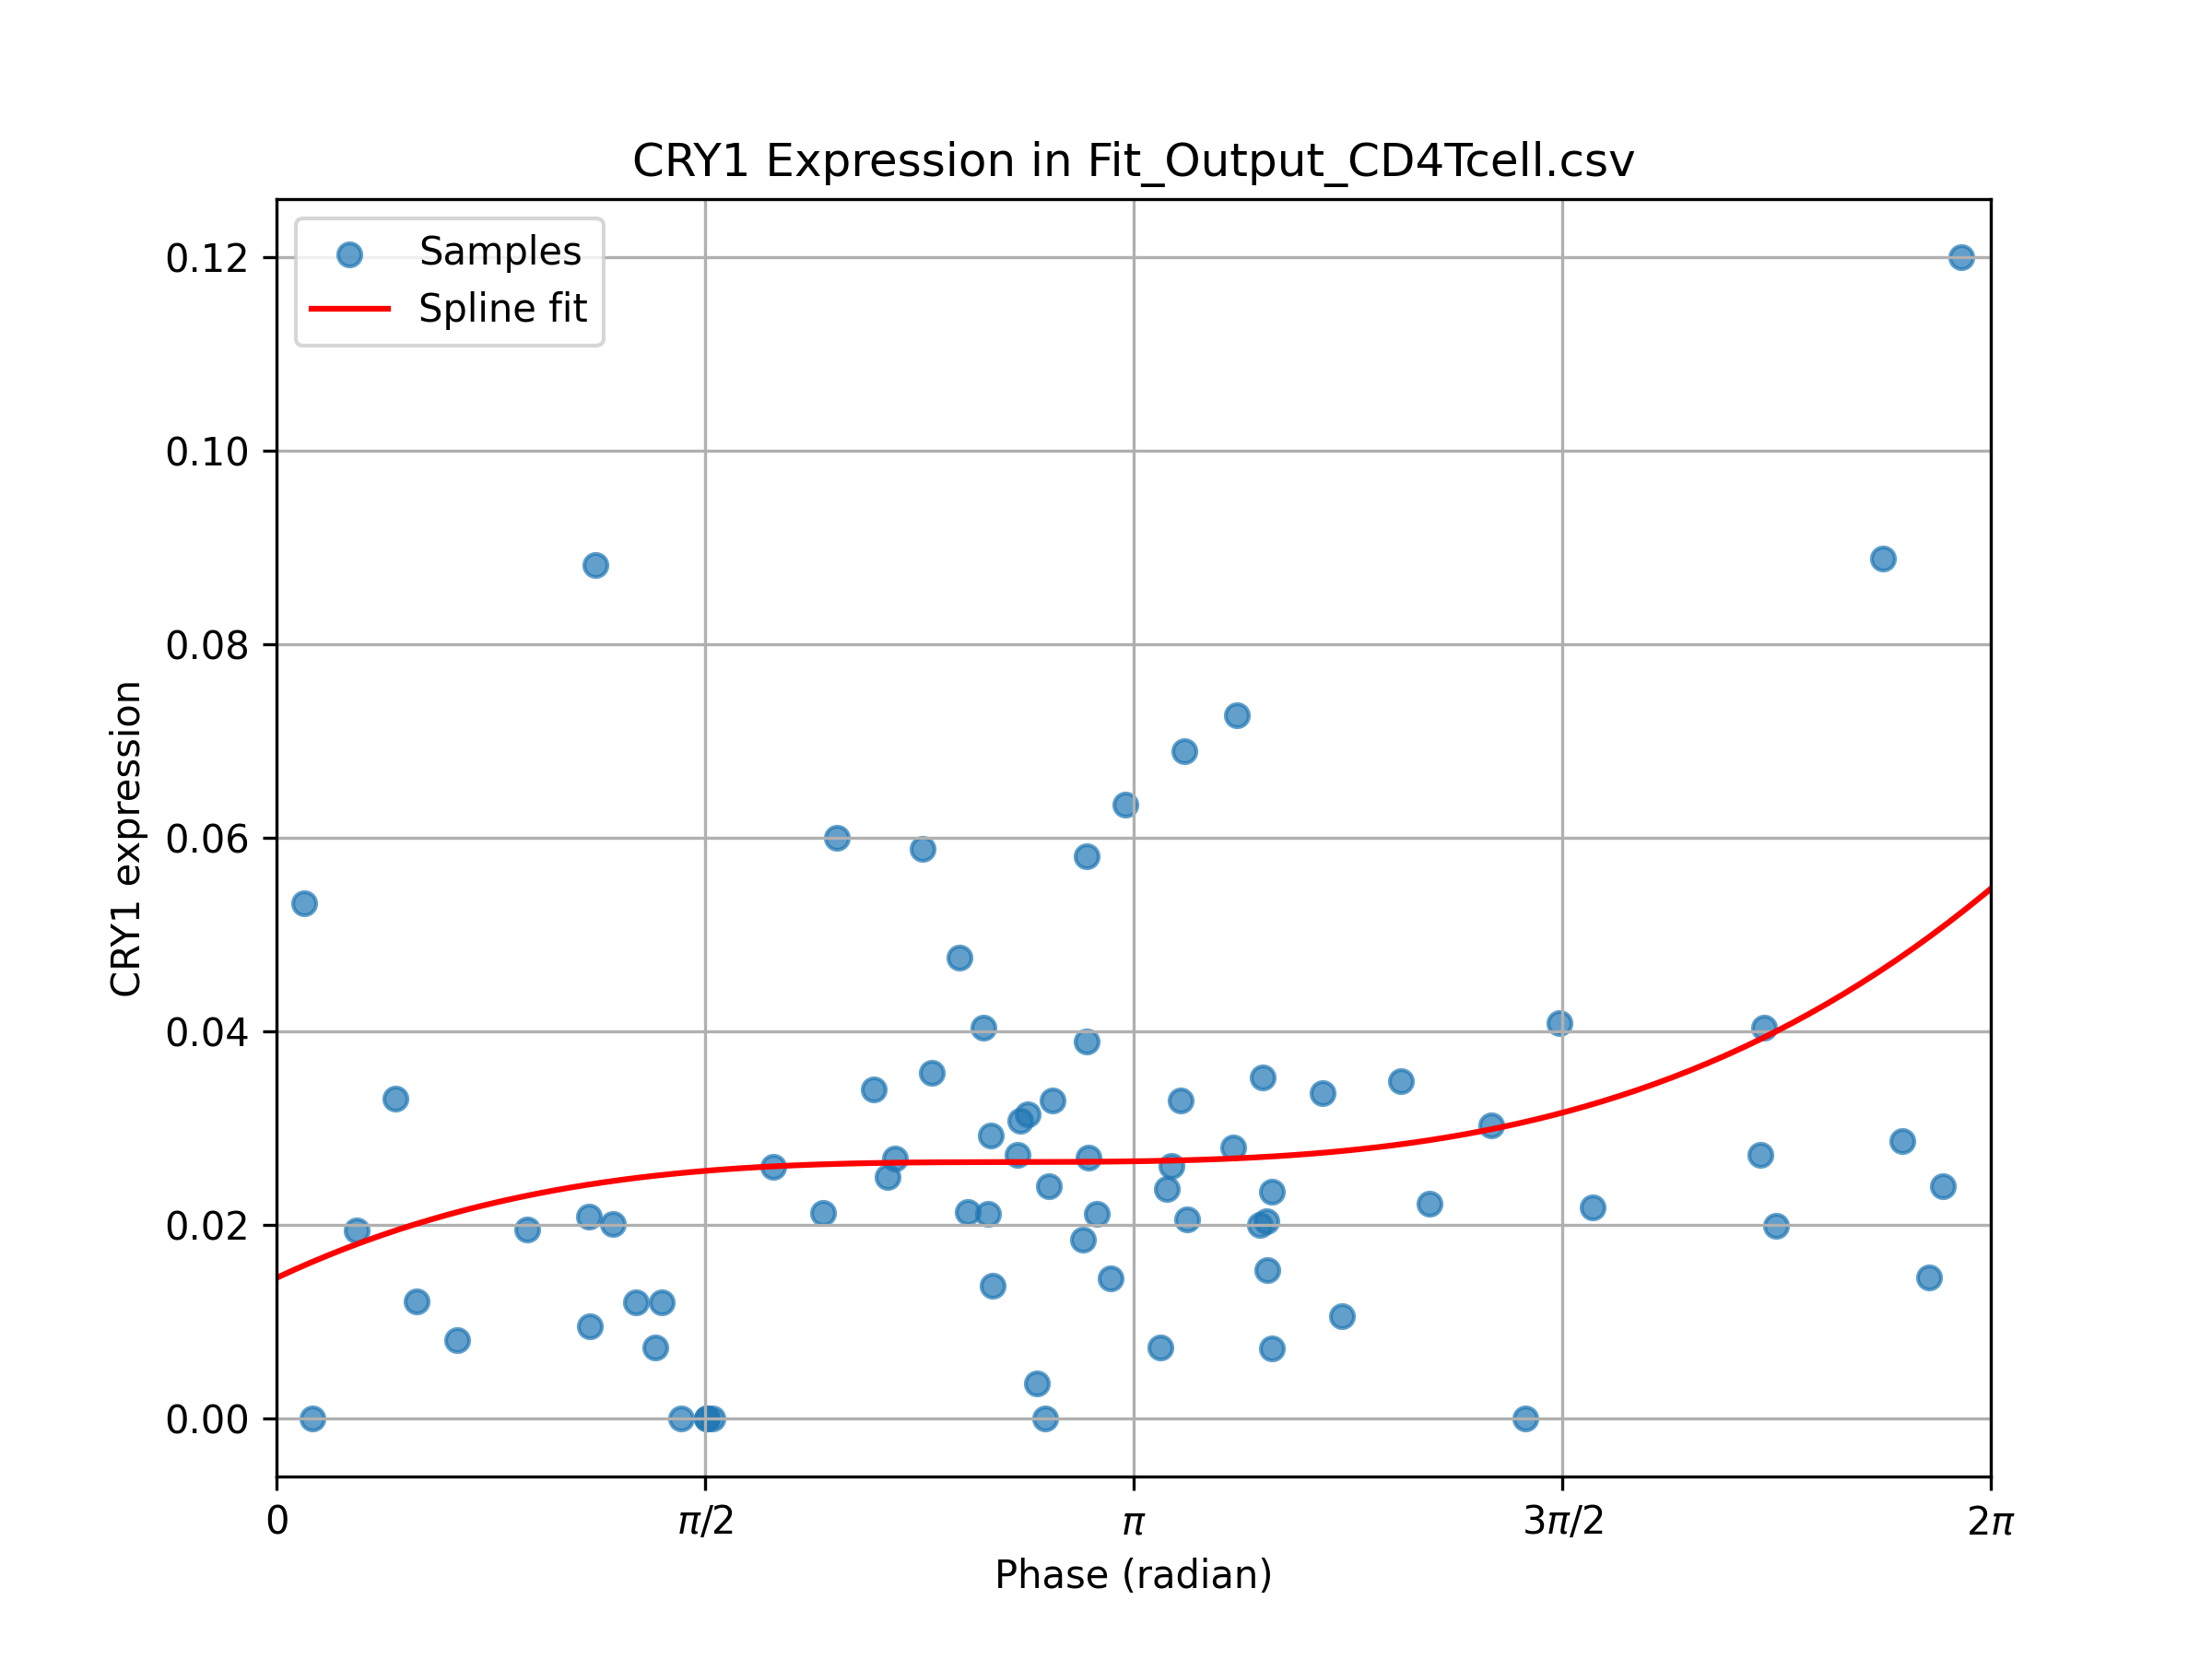 CRY1 Expression in Fit_Output_CD4Tcell.csv
Samples
Spline fit
0.12
0.10
0.08
0.06
0.04
0.02
0.00
CRY1 expression
0 π/2 π 3π/2 2π
Phase (radian)